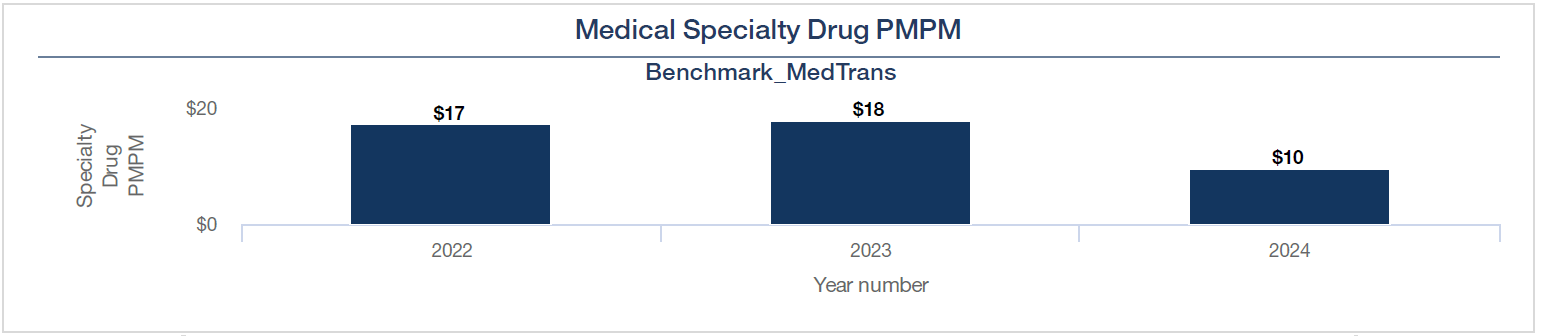 Medical Specialty Drug PMPM
Benchmark_MedTrans
Specialty
Drug
PMPM
$20
$0
$17
$18
$10
2022
2023
2024
Year number